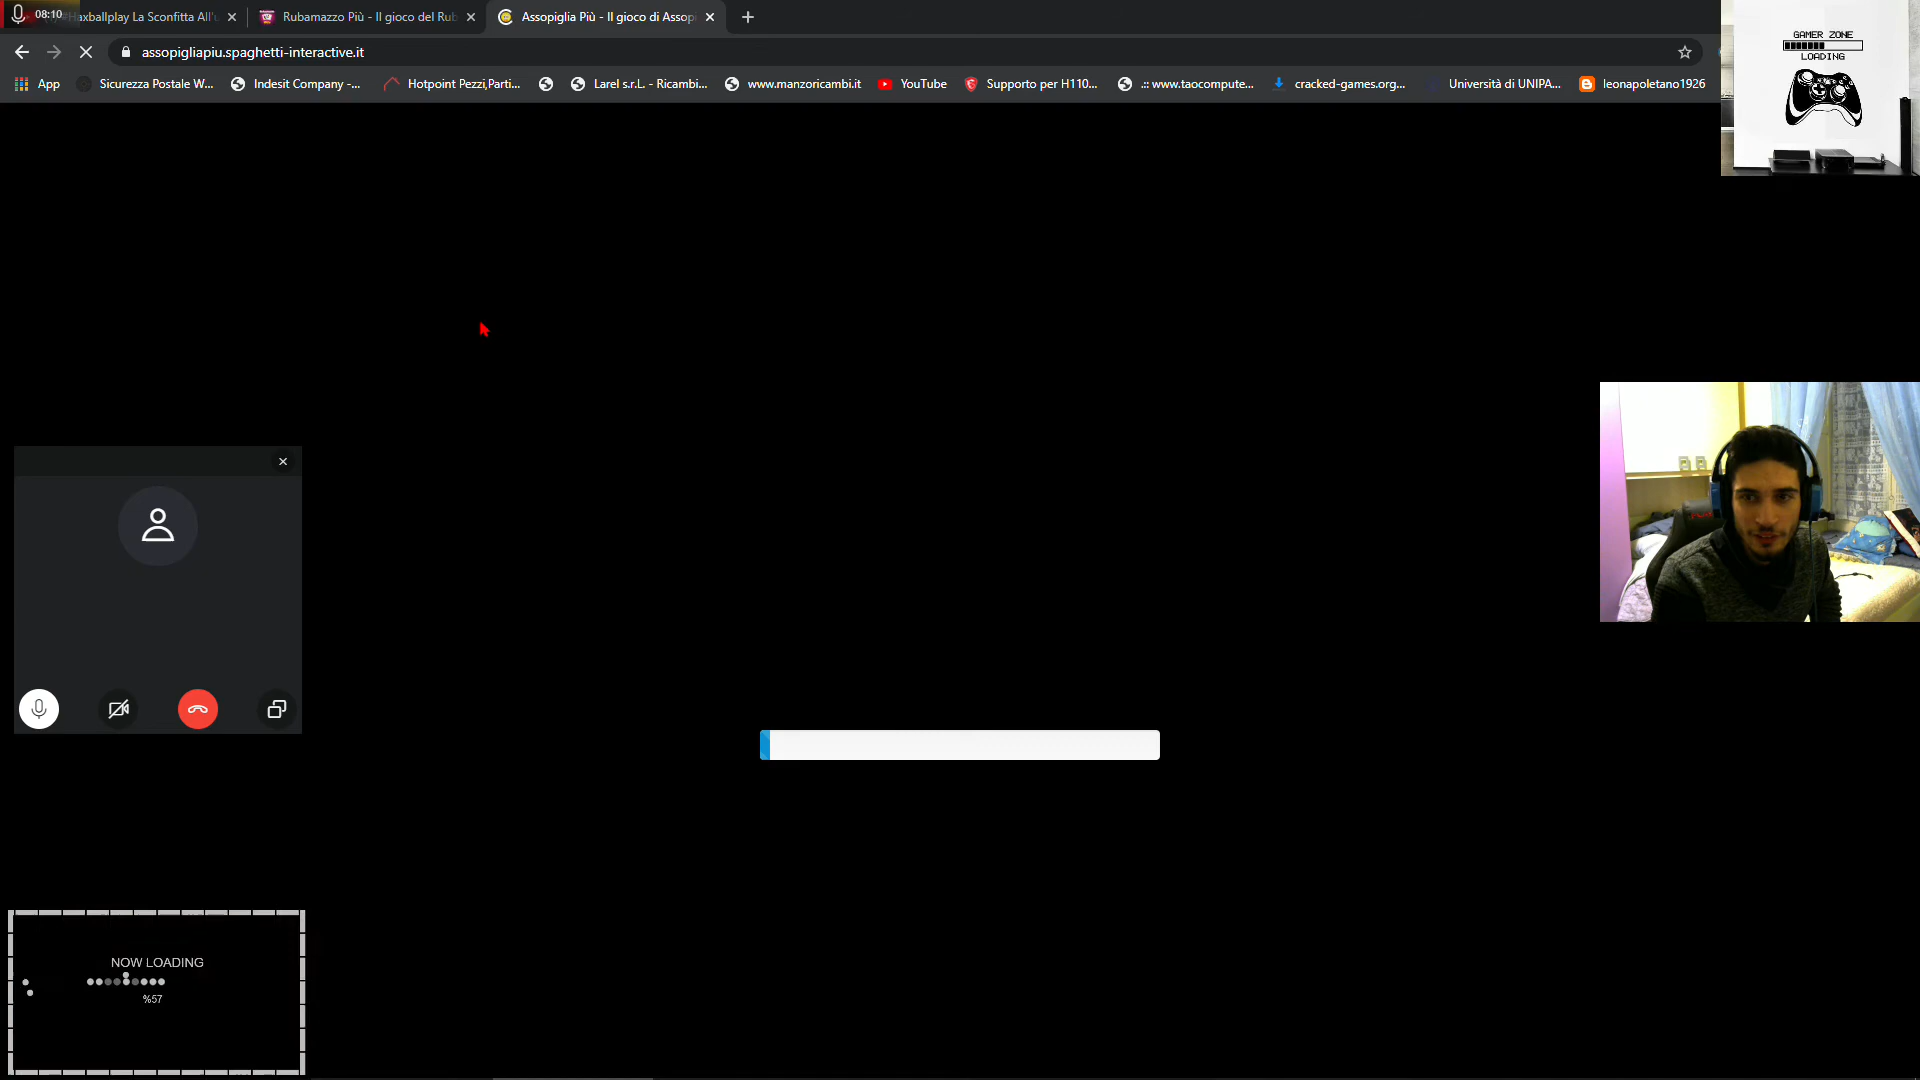 08:10
Haxballplay La Sconfitta All'u
Rubamazzo Più - Il gioco del Rub
Assopiglia Più - Il gioco di Assop
assopigliapiu.spaghetti-interactive.it
App
Sicurezza Postale W...
Indesit Company -...
Hotpoint Pezzi,Parti...
Larel s.r.L. - Ricambi...
www.manzoricambi.it
YouTube
Supporto per H110...
.:: www.taocompute...
cracked-games.org...
Università di UNIPA...
leonapoletano1926
GAMER ZONE
LOADING
NOW LOADING
%57